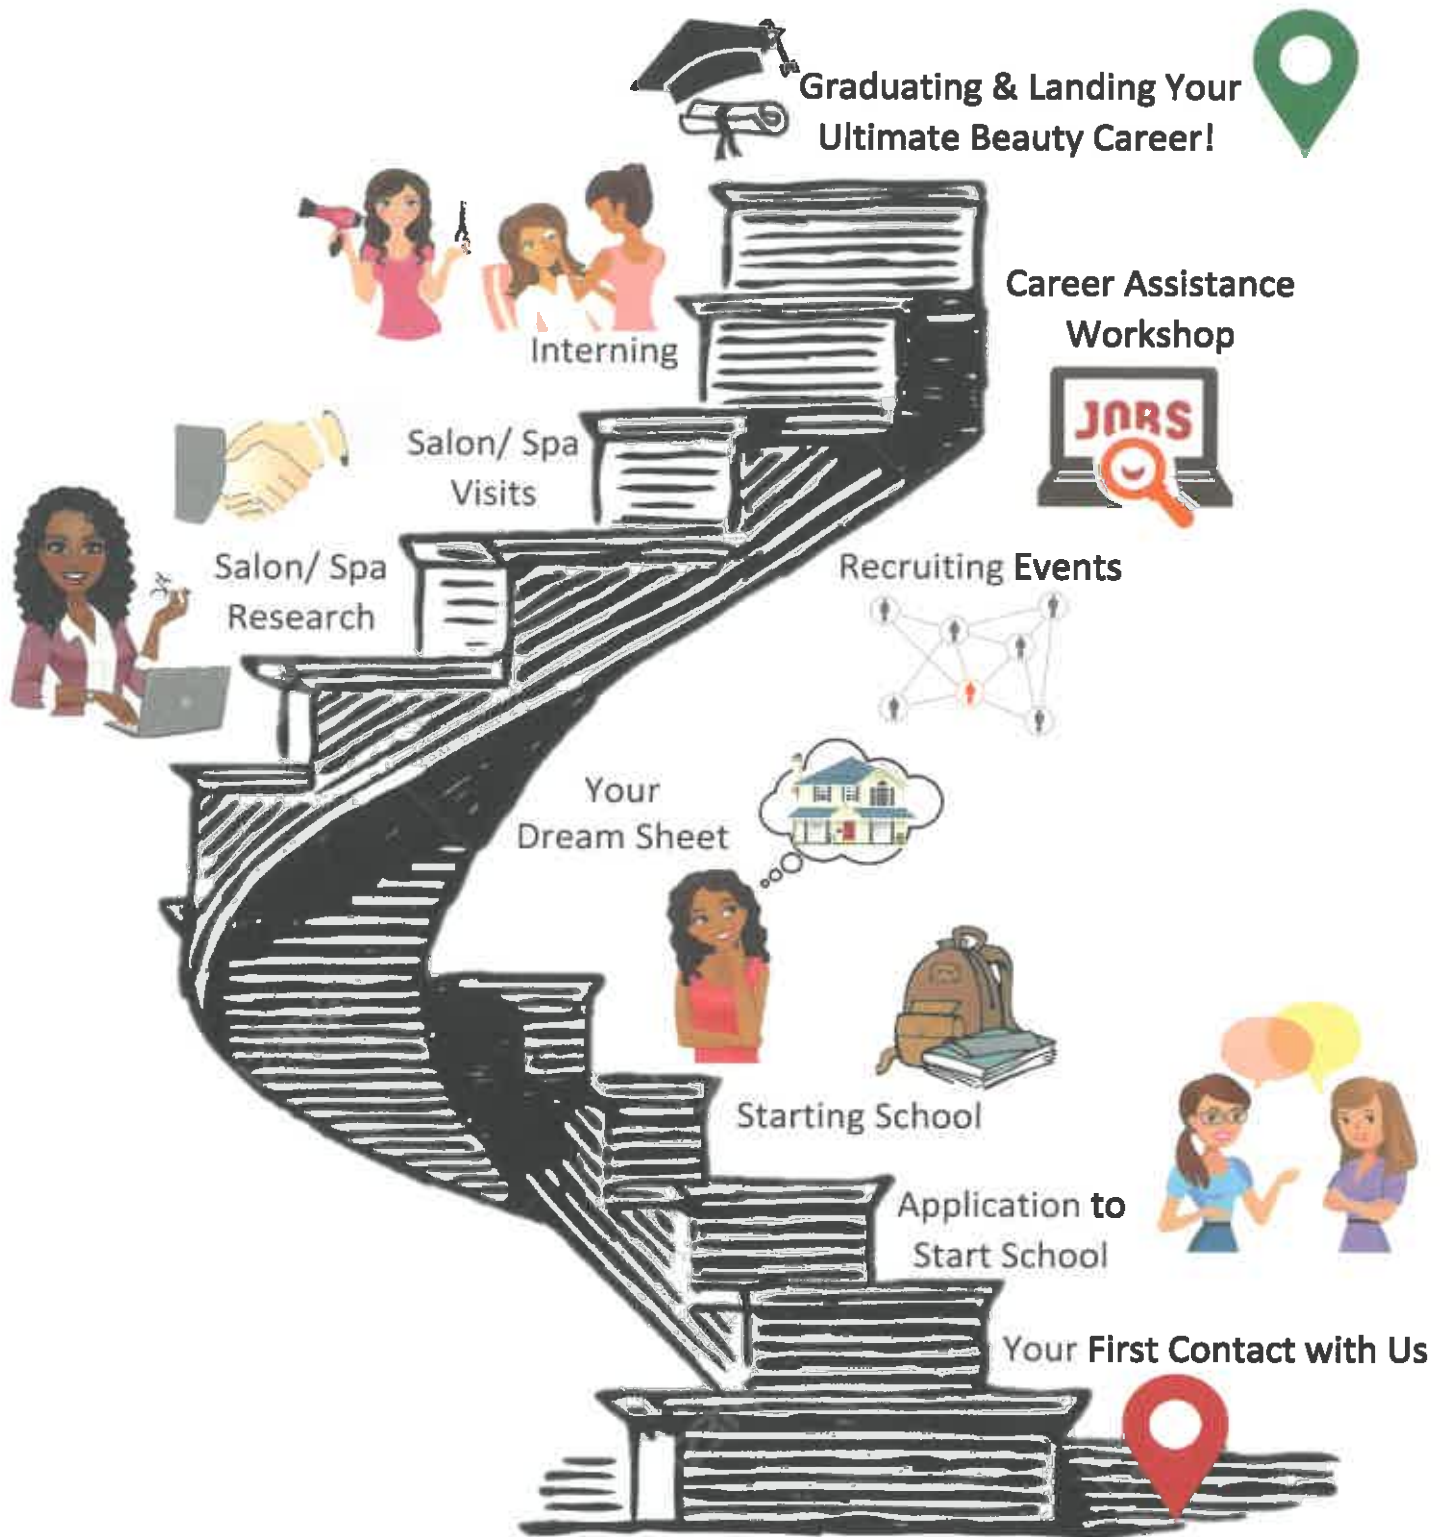 Graduating & Landing Your
Ultimate Beauty Career!
Career Assistance
Workshop
JOBS
Interning
Salon/ Spa
Visits
Salon/ Spa
Research
Recruiting Events
Your
Dream Sheet
Starting School
Application to
Start School
Your First Contact with Us